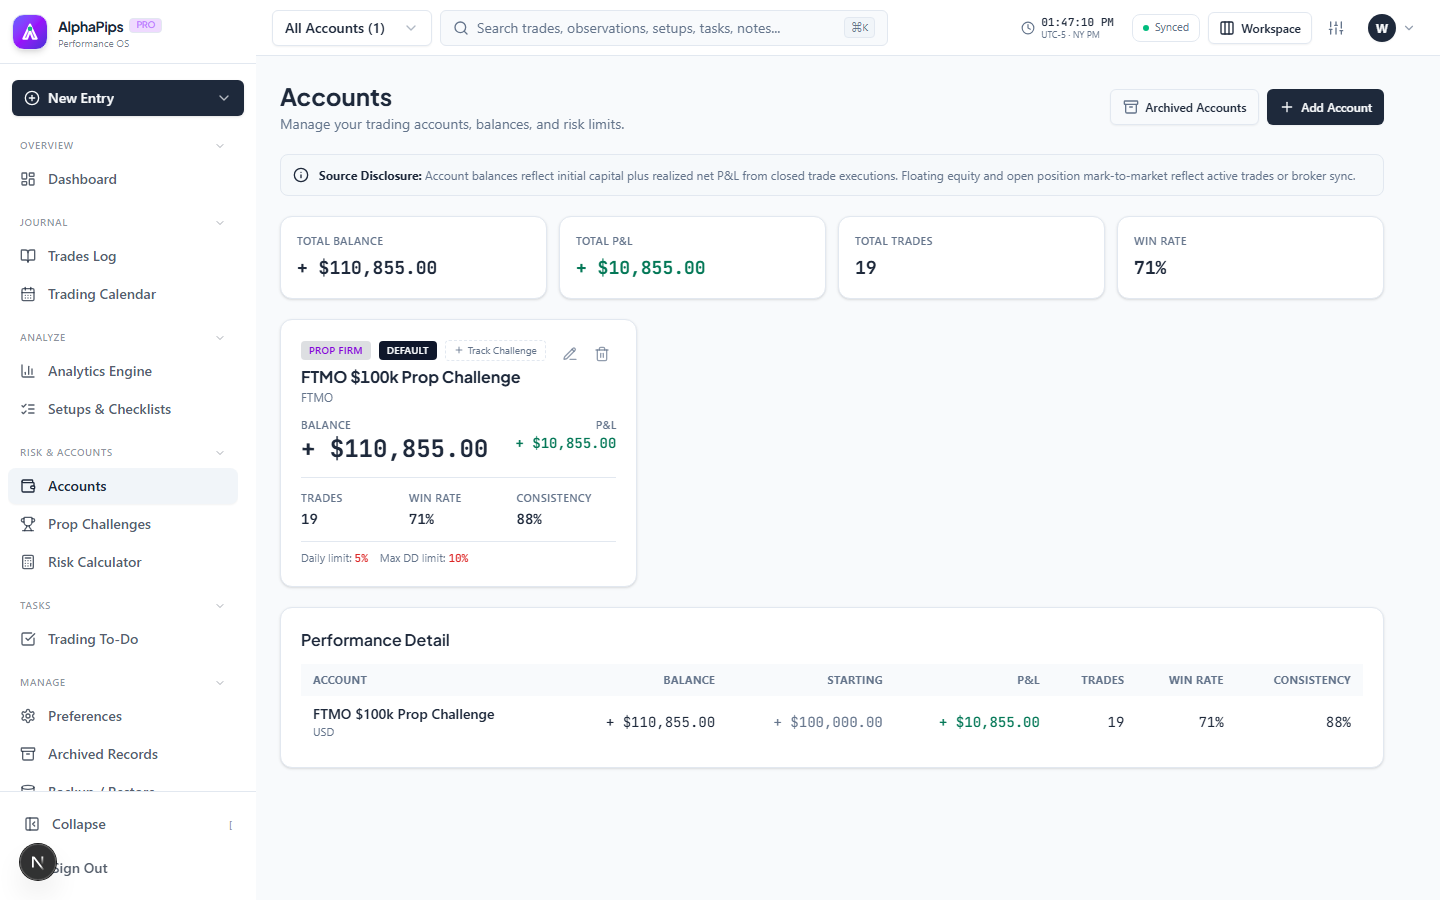 AlphaPips PRO
Performance OS
All Accounts (1)
Search trades, observations, setups, tasks, notes...
⌘K
01:47:10 PM
UTC-5 · NY PM
Synced
Workspace
W
New Entry
OVERVIEW
Dashboard
JOURNAL
Trades Log
Trading Calendar
ANALYZE
Analytics Engine
Setups & Checklists
RISK & ACCOUNTS
Accounts
Prop Challenges
Risk Calculator
TASKS
Trading To-Do
MANAGE
Preferences
Archived Records
Backup / Restore
Collapse [
N
Sign Out
Accounts
Manage your trading accounts, balances, and risk limits.
Archived Accounts
+ Add Account
Source Disclosure: Account balances reflect initial capital plus realized net P&L from closed trade executions. Floating equity and open position mark-to-market reflect active trades or broker sync.
TOTAL BALANCE
+ $110,855.00
TOTAL P&L
+ $10,855.00
TOTAL TRADES
19
WIN RATE
71%
PROP FIRM DEFAULT + Track Challenge
FTMO $100k Prop Challenge
FTMO
BALANCE P&L
+ $110,855.00 + $10,855.00
TRADES WIN RATE CONSISTENCY
19 71% 88%
Daily limit: 5% Max DD limit: 10%
Performance Detail
ACCOUNT BALANCE STARTING P&L TRADES WIN RATE CONSISTENCY
FTMO $100k Prop Challenge + $110,855.00 + $100,000.00 + $10,855.00 19 71% 88%
USD